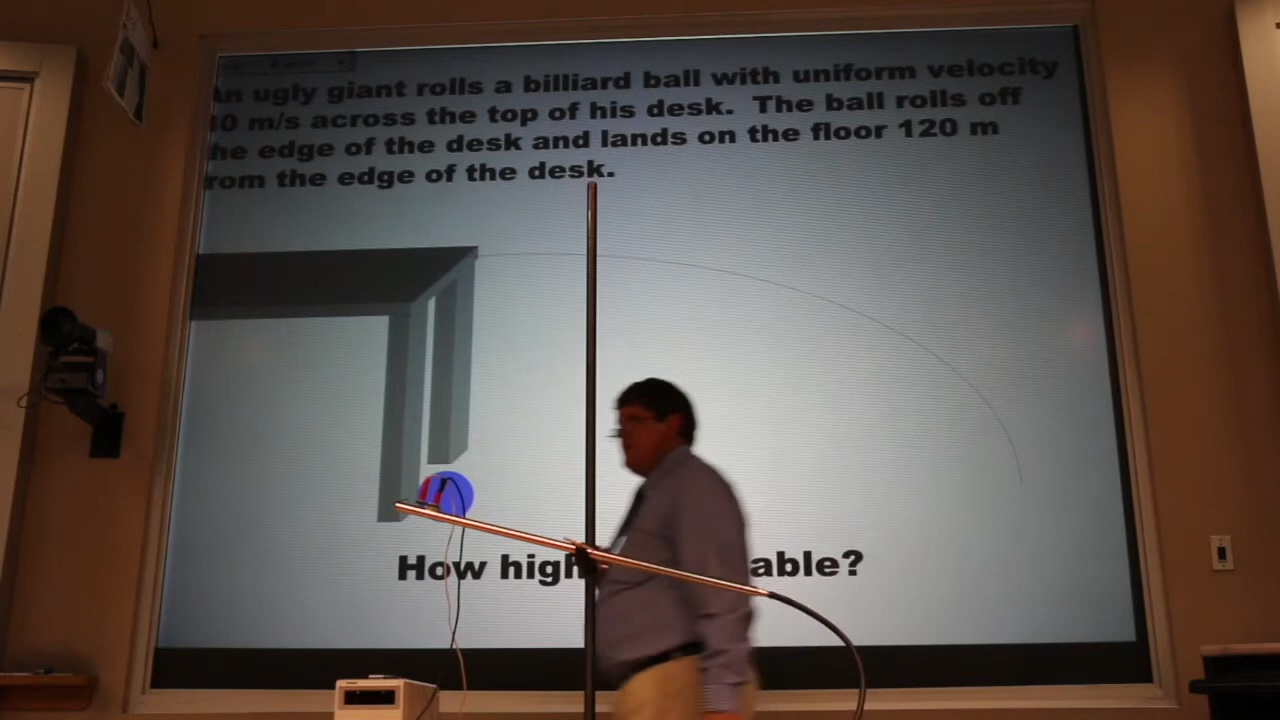 An ugly giant rolls a billiard ball with uniform velocity
0 m/s across the top of his desk. The ball rolls off
he edge of the desk and lands on the floor 120 m
rom the edge of the desk.
How high able?